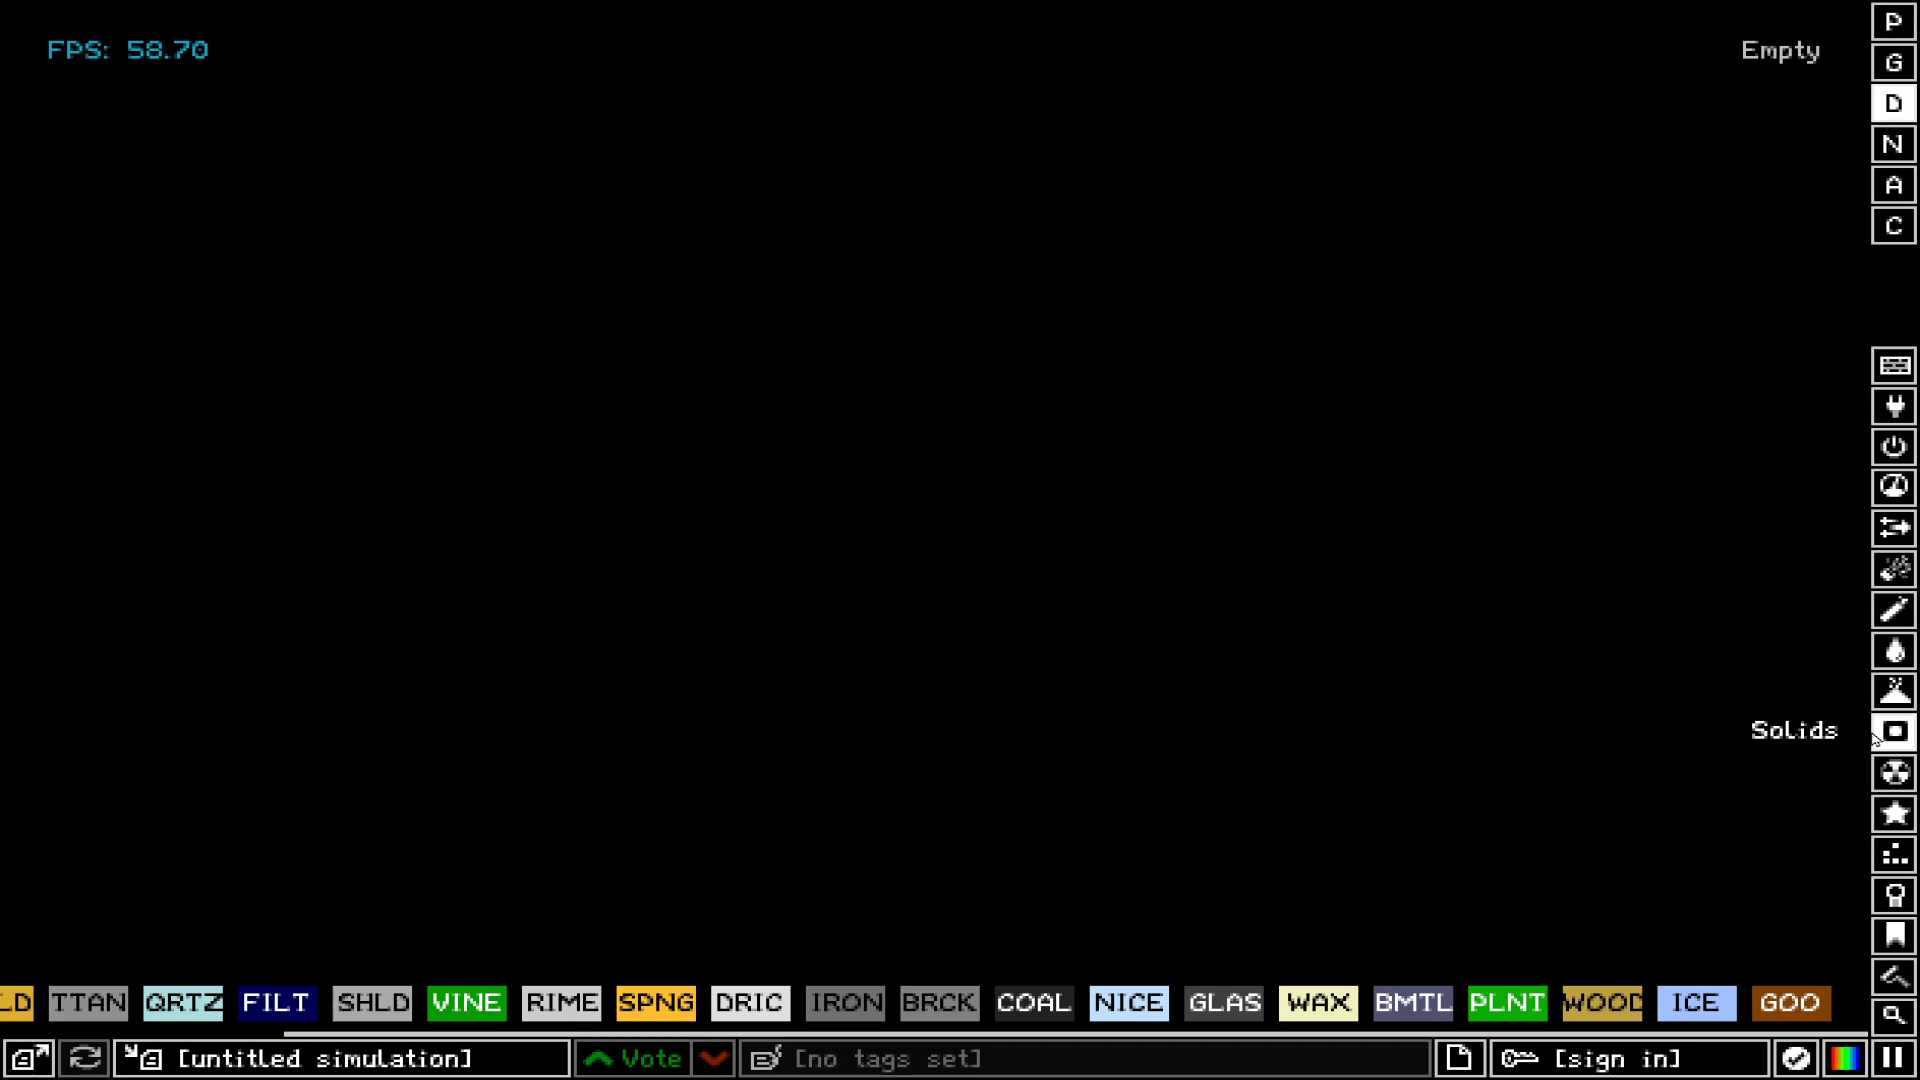 FPS: 58.70
Empty
P
G
D
N
A
C
Solids
LD TTAN QRTZ FILT SHLD VINE RIME SPNG DRIC IRON BRCK COAL NICE GLAS WAX BMTL PLNT WOOD ICE GOO
[untitled simulation] Vote [no tags set] [sign in]